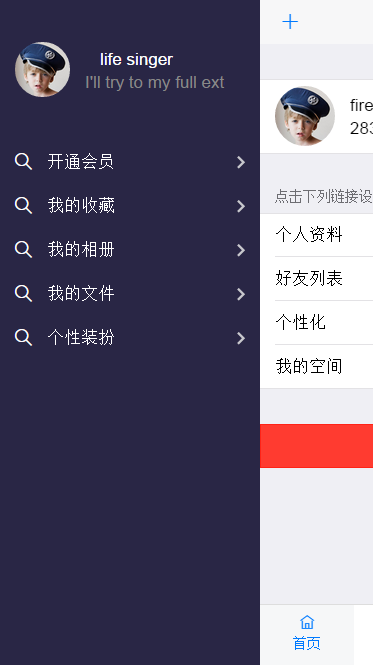 life singer
I'll try to my full ext
开通会员
我的收藏
我的相册
我的文件
个性装扮
fire
283
点击下列链接设
个人资料
好友列表
个性化
我的空间
首页